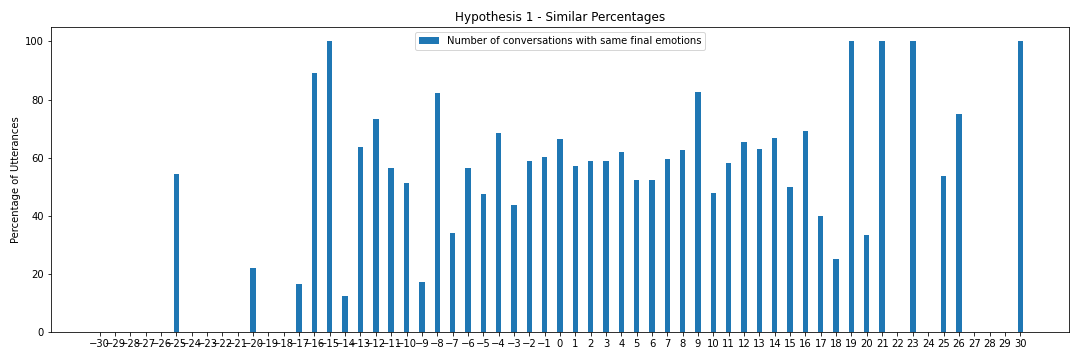 Hypothesis 1 - Similar Percentages
Number of conversations with same final emotions
Percentage of Utterances
100
80
60
40
20
0
−30 −29 −28 −27 −26 −25 −24 −23 −22 −21 −20 −19 −18 −17 −16 −15 −14 −13 −12 −11 −10 −9 −8 −7 −6 −5 −4 −3 −2 −1 0 1 2 3 4 5 6 7 8 9 10 11 12 13 14 15 16 17 18 19 20 21 22 23 24 25 26 27 28 29 30